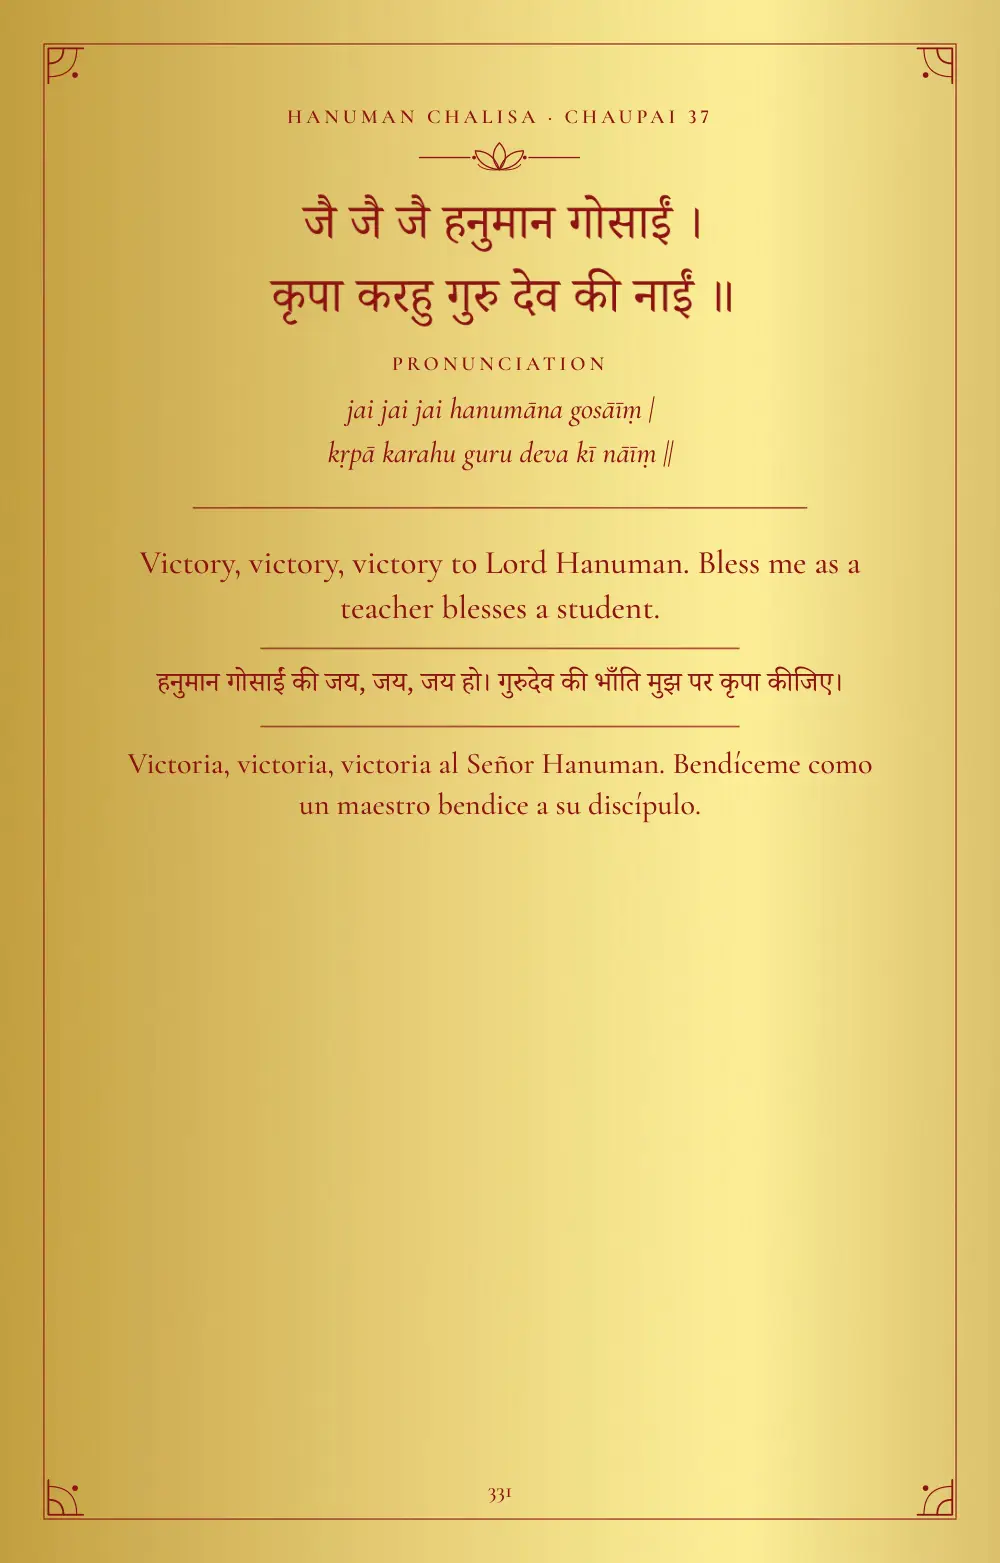 HANUMAN CHALISA · CHAUPAI 37
जै जै जै हनुमान गोसाईं ।
कृपा करहु गुरु देव की नाईं ॥
PRONUNCIATION
jai jai jai hanumāna gosāīṃ |
kṛpā karahu guru deva kī nāīṃ ||
Victory, victory, victory to Lord Hanuman. Bless me as a
teacher blesses a student.
हनुमान गोसाईं की जय, जय, जय हो। गुरुदेव की भाँति मुझ पर कृपा कीजिए।
Victoria, victoria, victoria al Señor Hanuman. Bendíceme como
un maestro bendice a su discípulo.
331